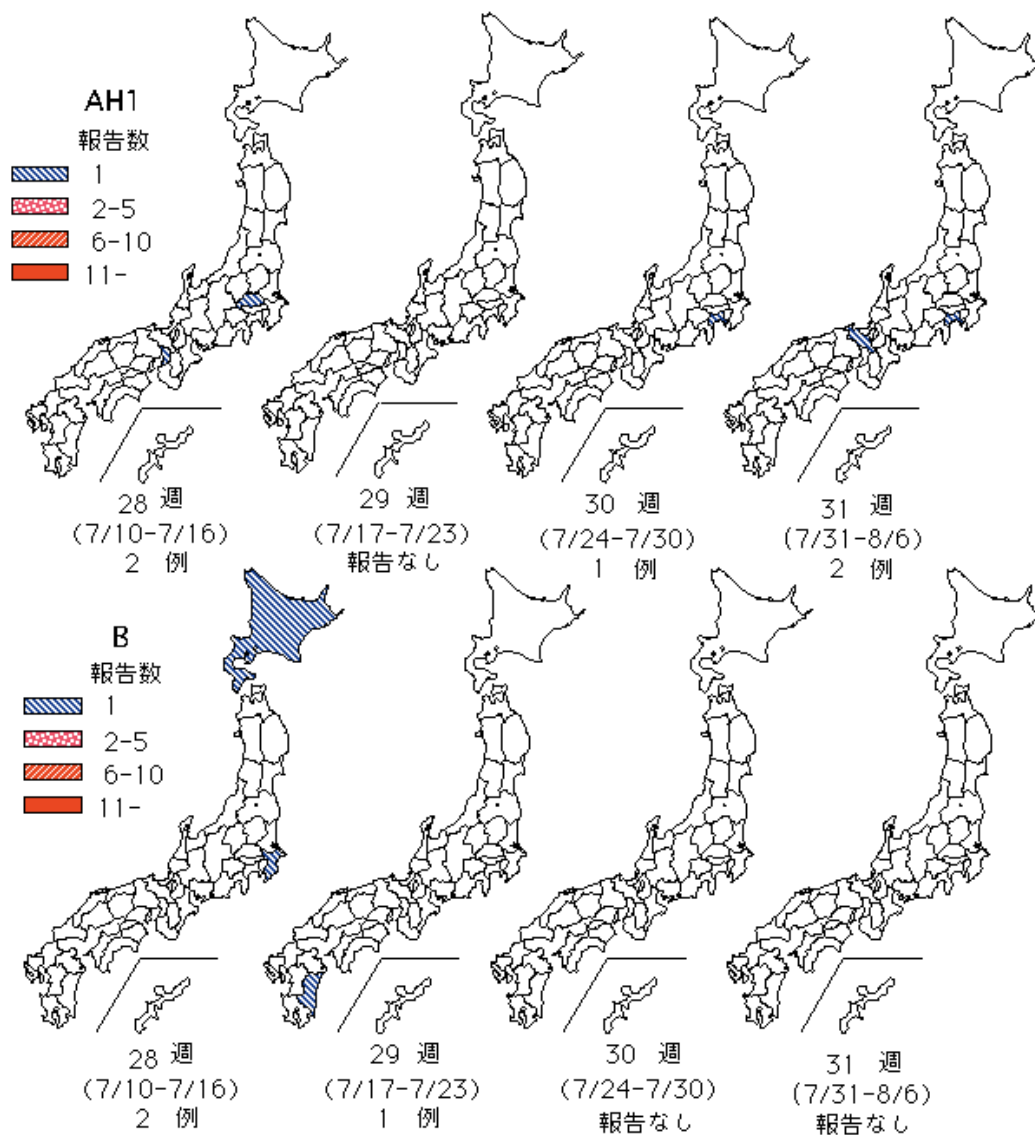 AH1
報告数
1
2-5
6-10
11-
28 週
(7/10-7/16)
2 例
29 週
(7/17-7/23)
報告なし
30 週
(7/24-7/30)
1 例
31 週
(7/31-8/6)
2 例
B
報告数
1
2-5
6-10
11-
28 週
(7/10-7/16)
2 例
29 週
(7/17-7/23)
1 例
30 週
(7/24-7/30)
報告なし
31 週
(7/31-8/6)
報告なし